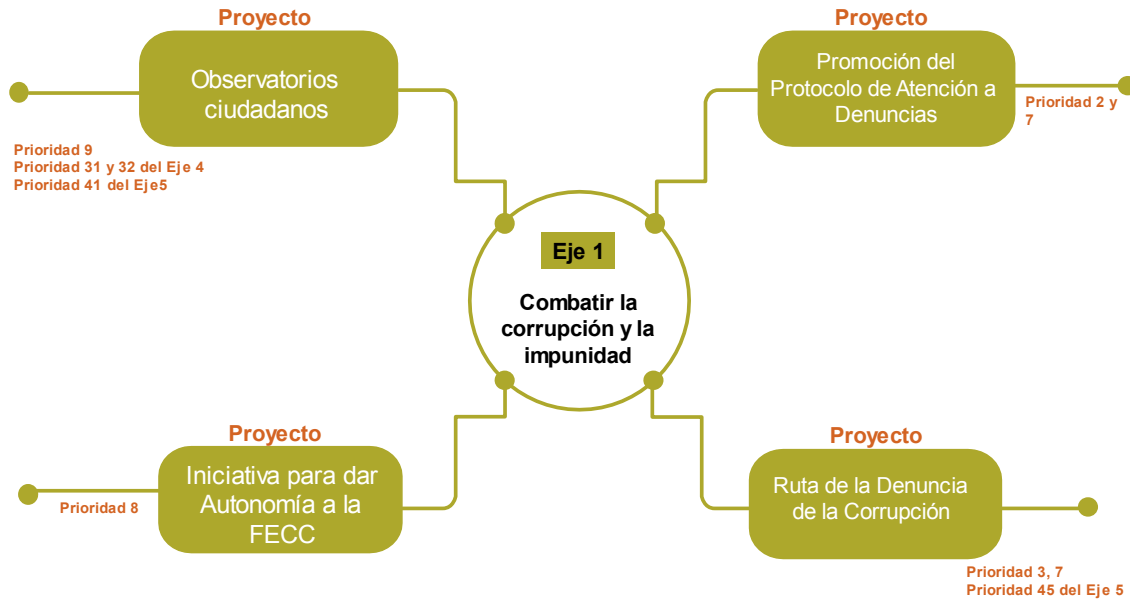 Proyecto
Observatorios
ciudadanos
Prioridad 9
Prioridad 31 y 32 del Eje 4
Prioridad 41 del Eje5
Proyecto
Promoción del
Protocolo de Atención a
Denuncias
Prioridad 2 y
7
Eje 1
Combatir la
corrupción y la
impunidad
Proyecto
Iniciativa para dar
Autonomía a la
FECC
Prioridad 8
Proyecto
Ruta de la Denuncia
de la Corrupción
Prioridad 3, 7
Prioridad 45 del Eje 5